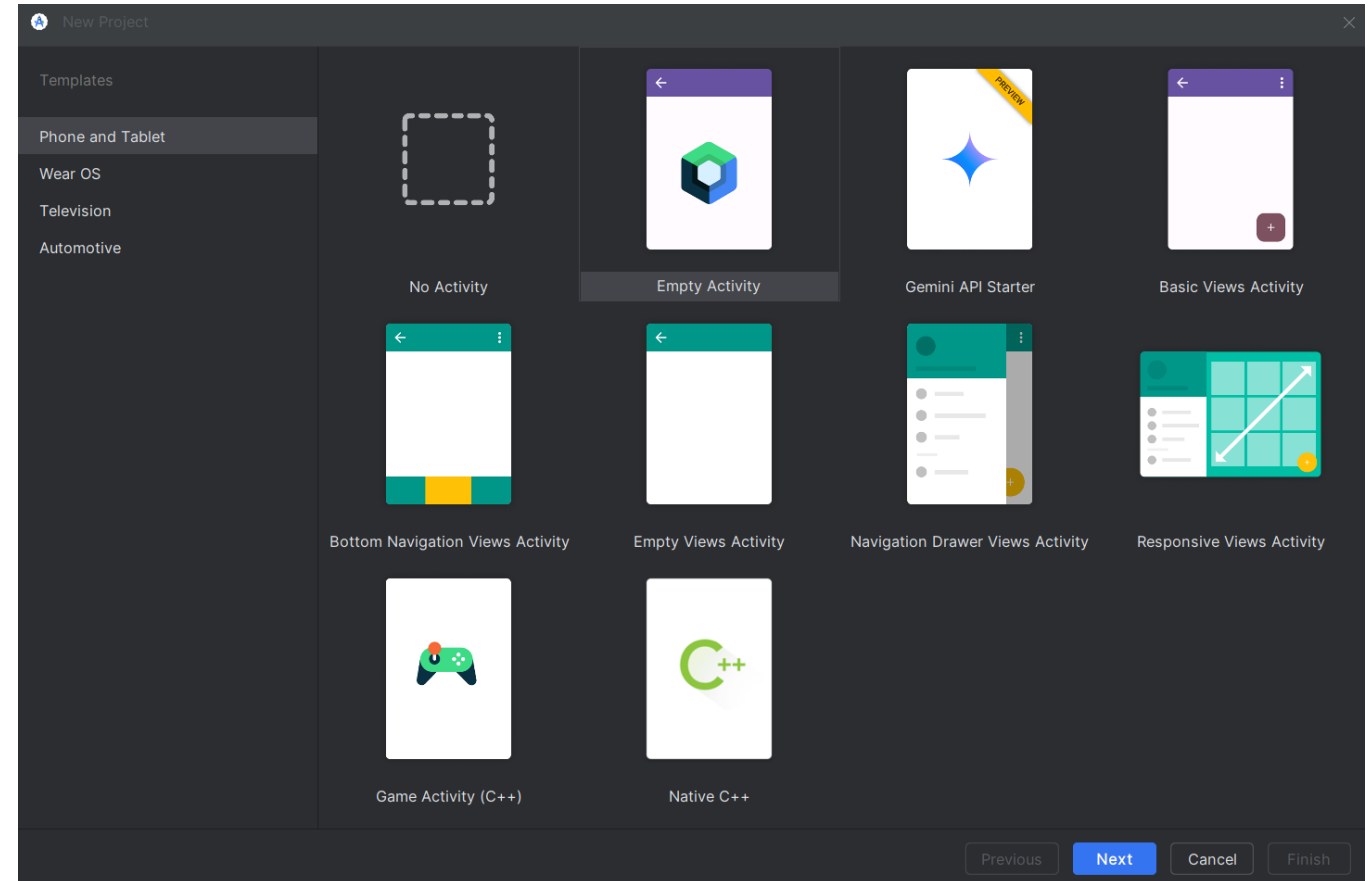 New Project
Templates
Phone and Tablet
Wear OS
Television
Automotive
No Activity
Empty Activity
PREVIEW
Gemini API Starter
Basic Views Activity
Bottom Navigation Views Activity
Empty Views Activity
Navigation Drawer Views Activity
Responsive Views Activity
Game Activity (C++)
C++
Native C++
Previous
Next
Cancel
Finish